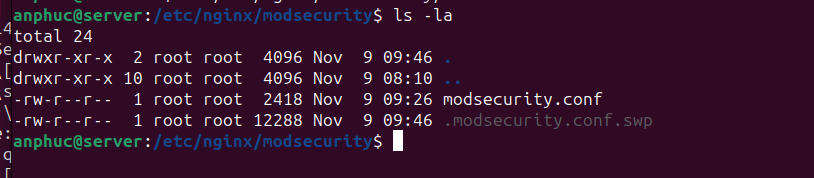 anphuc@server:/etc/nginx/modsecurity$ ls -la
total 24
drwxr-xr-x  2 root root  4096 Nov  9 09:46 .
drwxr-xr-x 10 root root  4096 Nov  9 08:10 ..
-rw-r--r--  1 root root  2418 Nov  9 09:26 modsecurity.conf
-rw-r--r--  1 root root 12288 Nov  9 09:46 .modsecurity.conf.swp
anphuc@server:/etc/nginx/modsecurity$